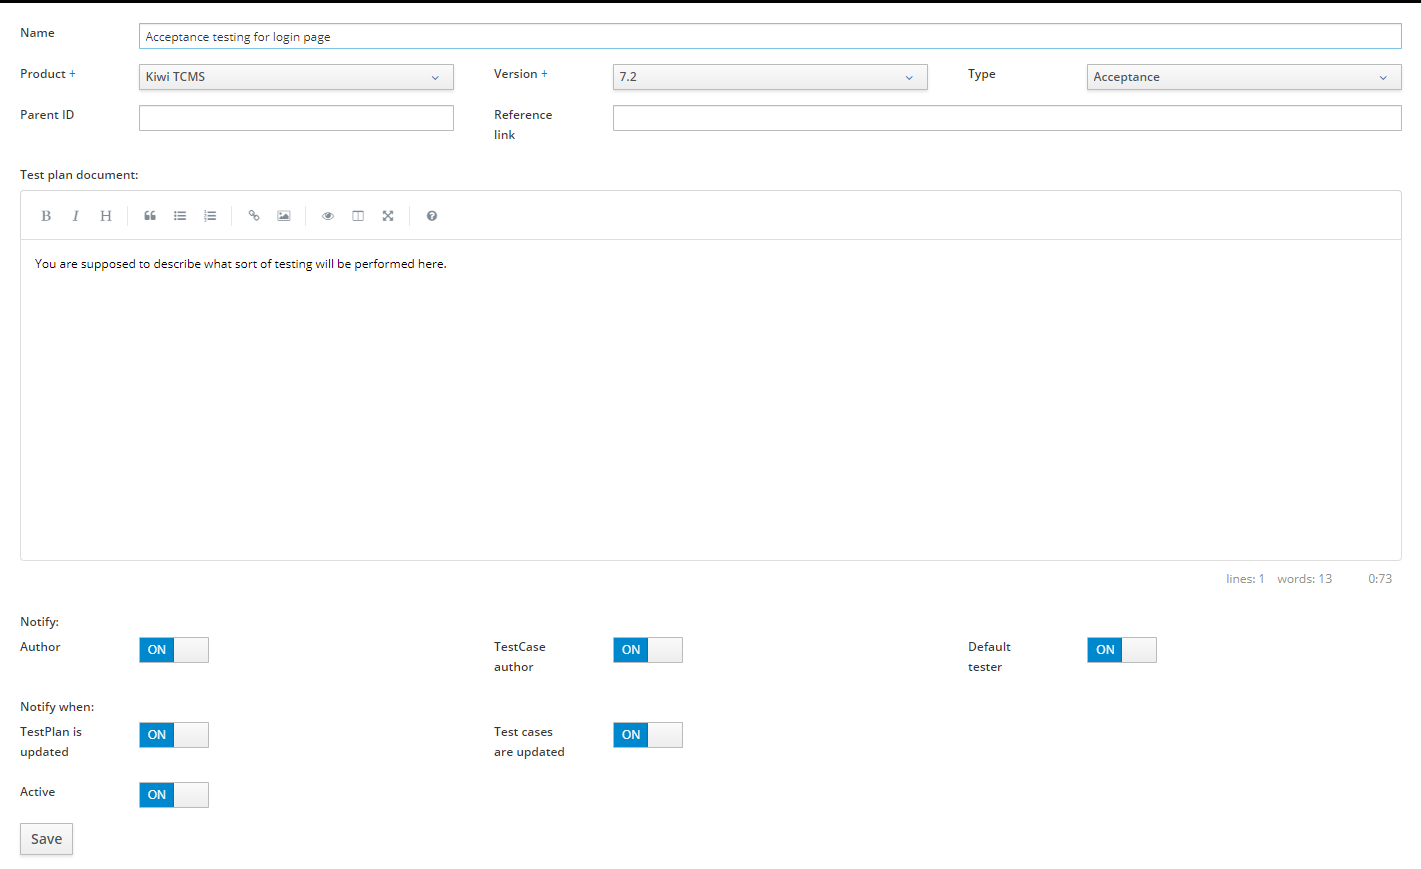 Name Acceptance testing for login page
Product + Kiwi TCMS Version + 7.2 Type Acceptance
Parent ID Reference
link
Test plan document:
B I H
You are supposed to describe what sort of testing will be performed here.
lines: 1 words: 13 0:73
Notify:
Author ON TestCase ON Default ON
author tester
Notify when:
TestPlan is ON Test cases ON
updated are updated
Active ON
Save